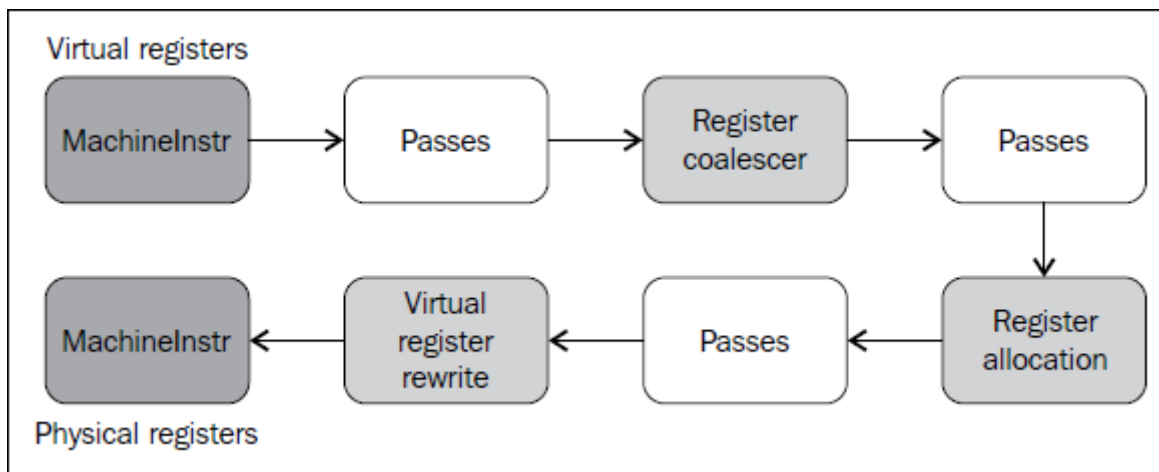 Virtual registers
MachineInstr
Passes
Register
coalescer
Passes
MachineInstr
Virtual
register
rewrite
Passes
Register
allocation
Physical registers